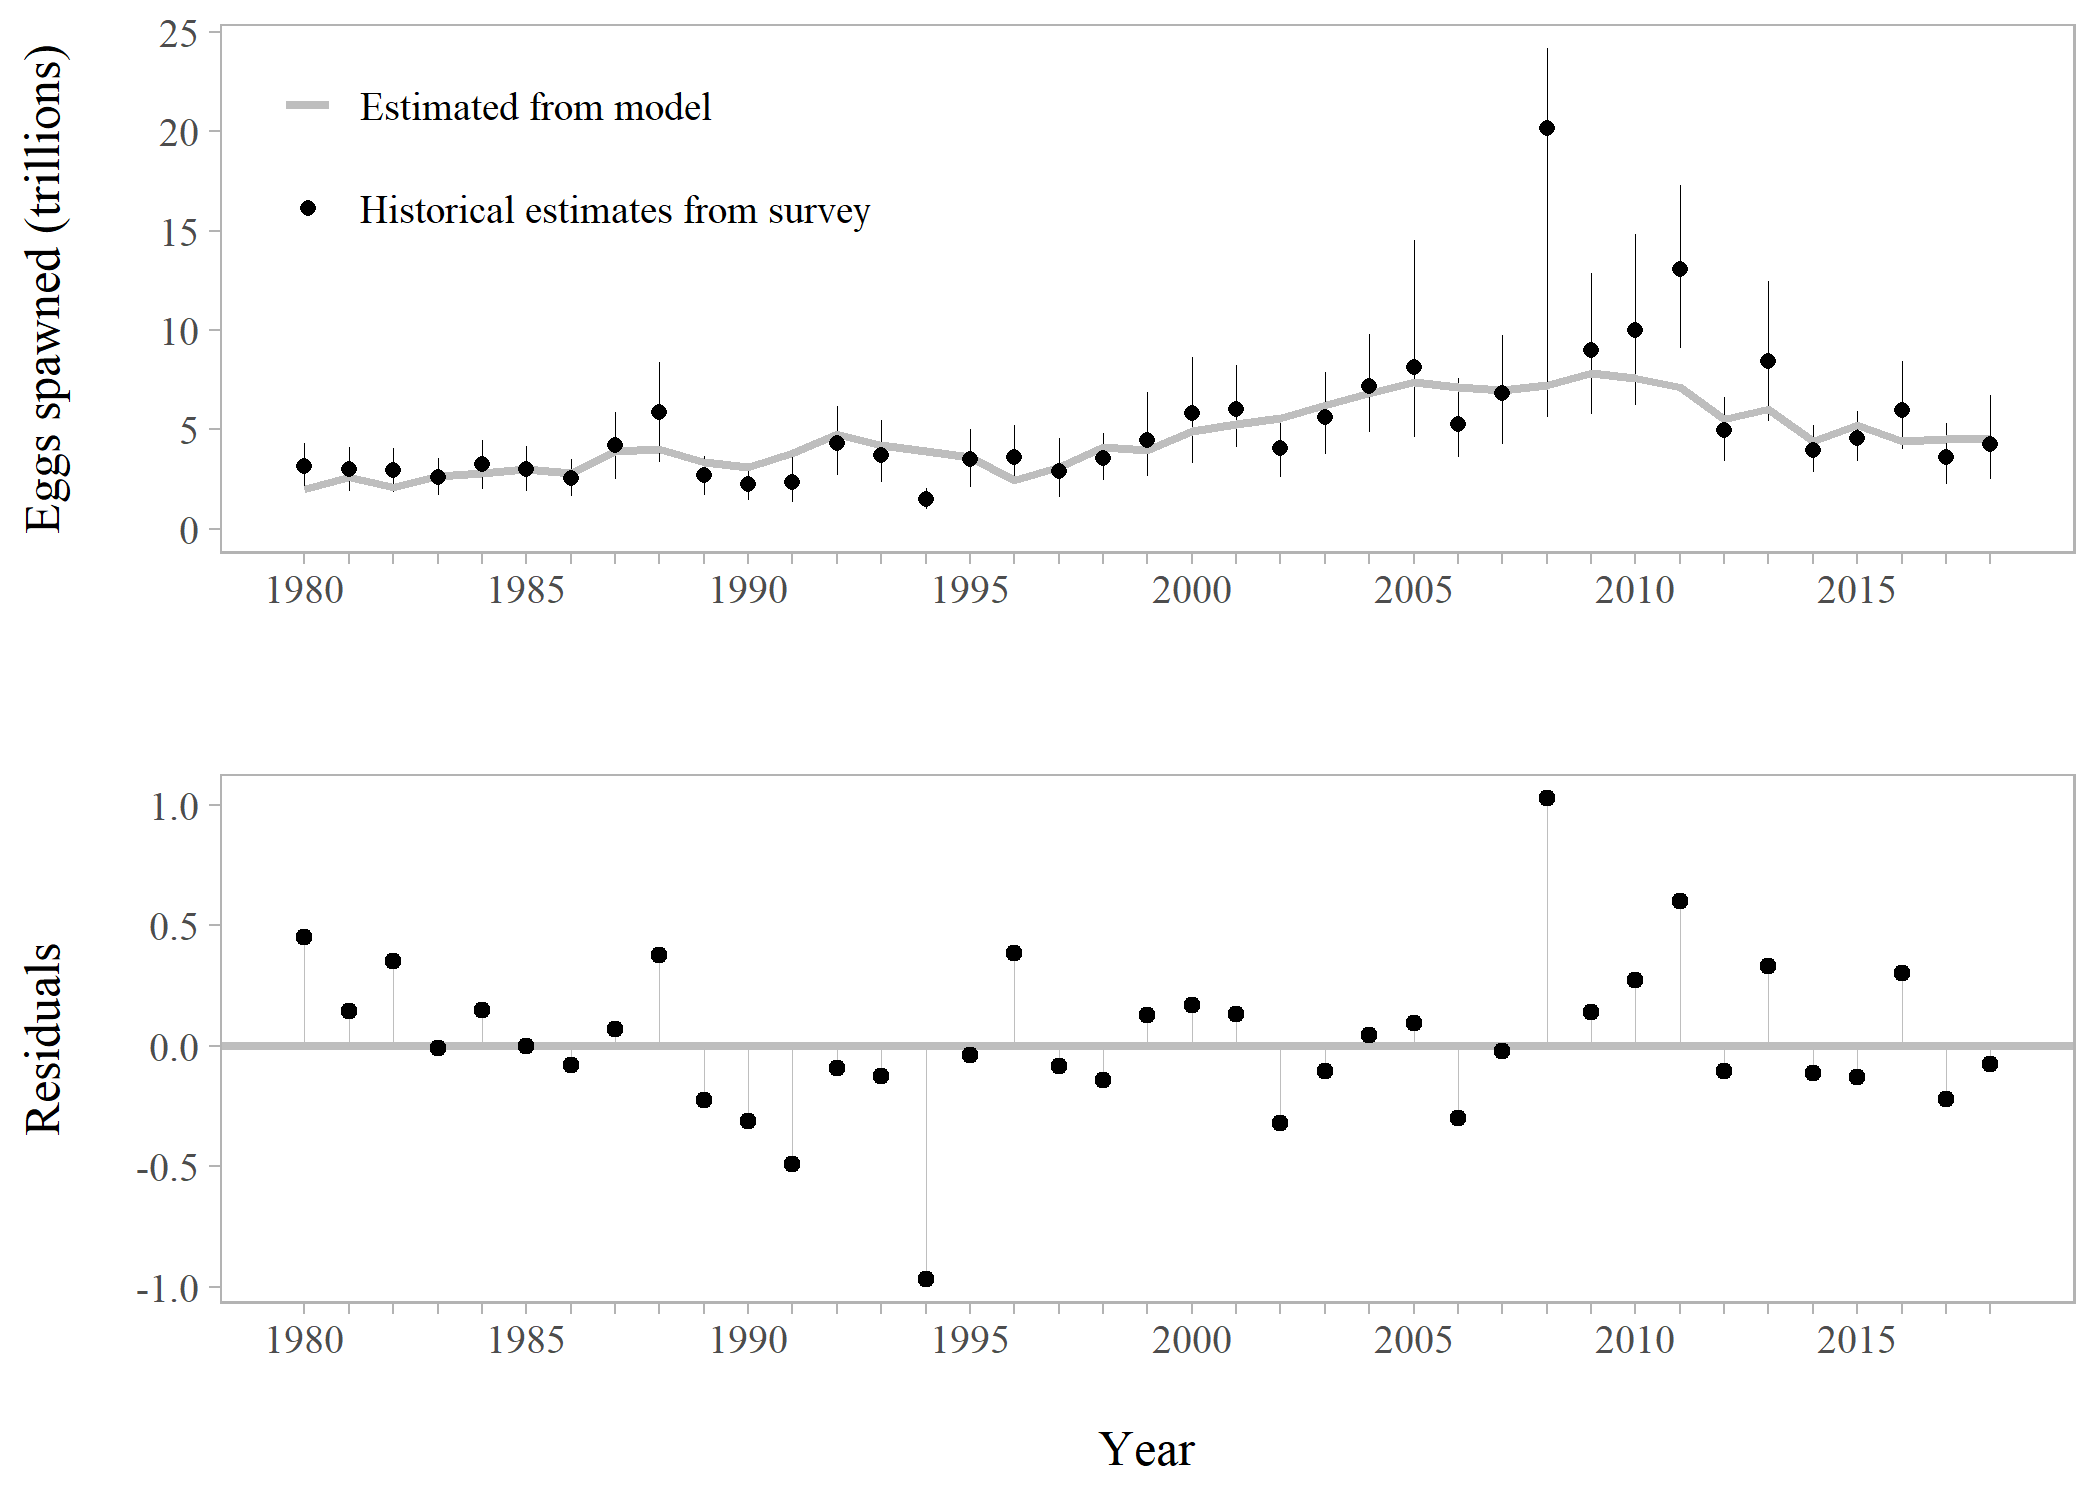 Eggs spawned (trillions)
25
20
15
10
5
0
Estimated from model
Historical estimates from survey
1980 1985 1990 1995 2000 2005 2010 2015
Residuals
1.0
0.5
0.0
-0.5
-1.0
1980 1985 1990 1995 2000 2005 2010 2015
Year